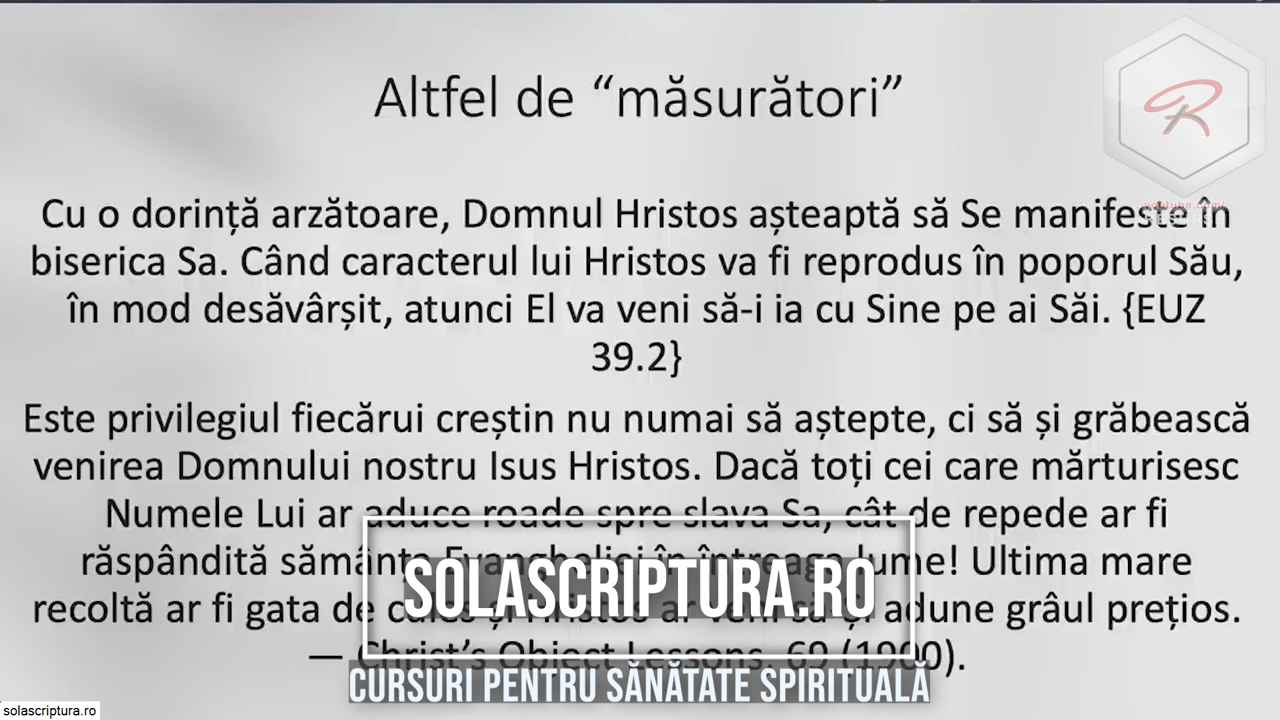 Altfel de “măsurători”
Cu o dorință arzătoare, Domnul Hristos așteaptă să Se manifeste în
biserica Sa. Când caracterul lui Hristos va fi reprodus în poporul Său,
în mod desăvârșit, atunci El va veni să-i ia cu Sine pe ai Săi. {EUZ
39.2}
Este privilegiul fiecărui creștin nu numai să aștepte, ci să și grăbească
venirea Domnului nostru Isus Hristos. Dacă toți cei care mărturisesc
Numele Lui ar aduce roade spre slava Sa, cât de repede ar fi
răspândită sămânța Evangheliei în întreaga lume! Ultima mare
recoltă ar fi gata de cules și Hristos ar veni să-Și adune grâul prețios.
— Christ’s Object Lessons, 69 (1900).
SOLASCRIPTURA.RO
CURSURI PENTRU SĂNĂTATE SPIRITUALĂ
solascriptura.ro
R
youtube.com/